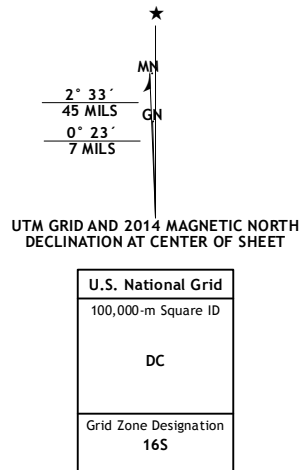 ★
MN
2° 33´
45 MILS
GN
0° 23´
7 MILS
UTM GRID AND 2014 MAGNETIC NORTH
DECLINATION AT CENTER OF SHEET
U.S. National Grid
100,000-m Square ID
DC
Grid Zone Designation
16S